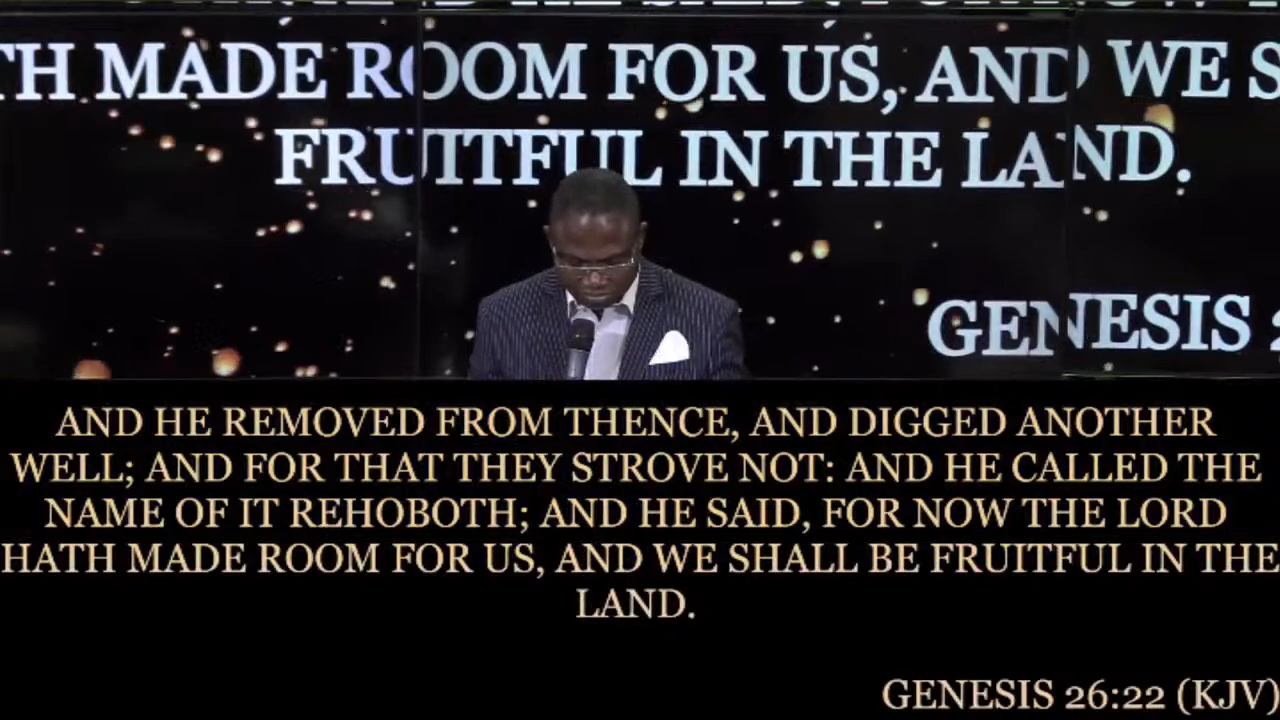 TH MADE ROOM FOR US, AND WE S
FRUITFUL IN THE LAND.
GENESIS 2
AND HE REMOVED FROM THENCE, AND DIGGED ANOTHER
WELL; AND FOR THAT THEY STROVE NOT: AND HE CALLED THE
NAME OF IT REHOBOTH; AND HE SAID, FOR NOW THE LORD
HATH MADE ROOM FOR US, AND WE SHALL BE FRUITFUL IN THE
LAND.
GENESIS 26:22 (KJV)